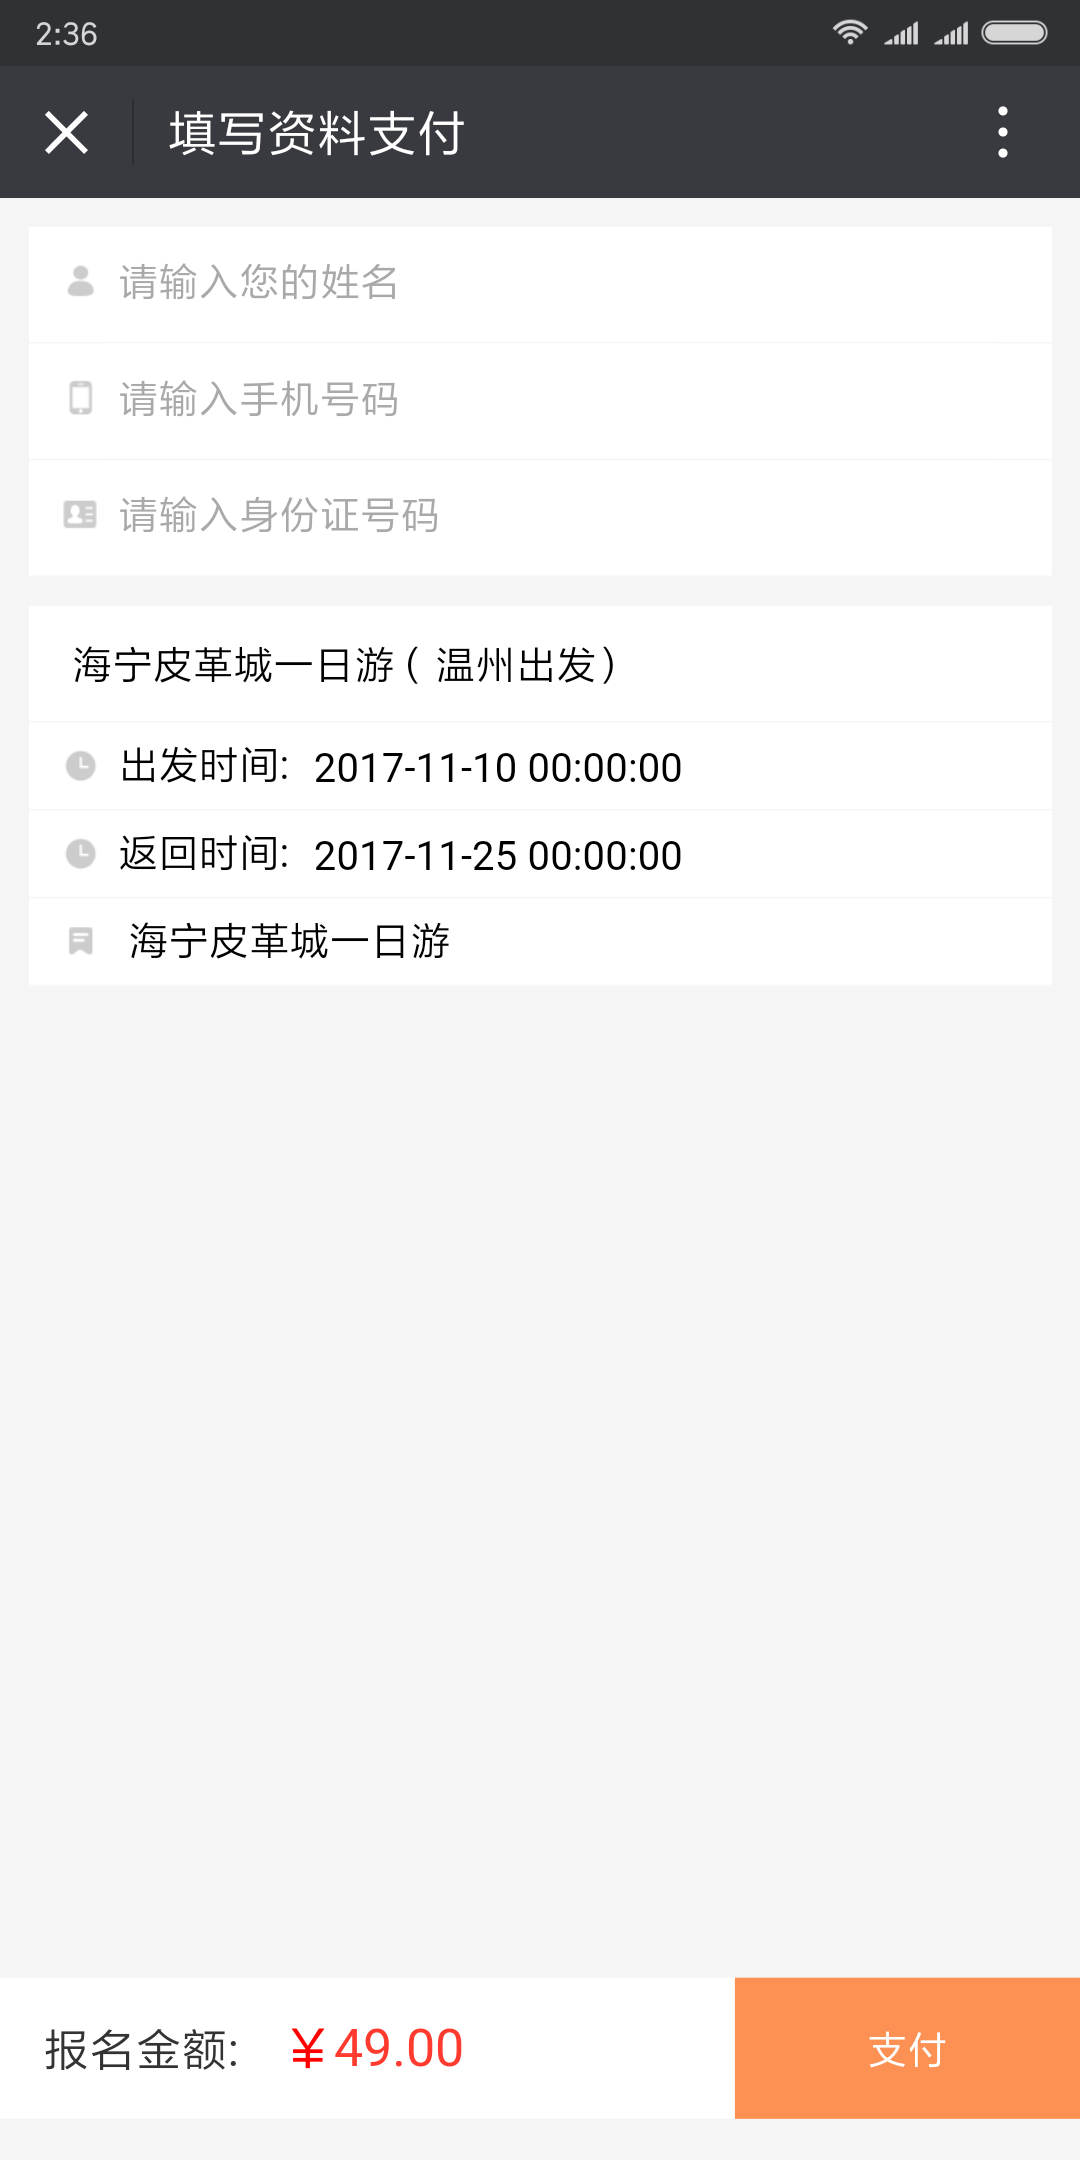 2:36
填写资料支付
请输入您的姓名
请输入手机号码
请输入身份证号码
海宁皮革城一日游（温州出发）
出发时间: 2017-11-10 00:00:00
返回时间: 2017-11-25 00:00:00
海宁皮革城一日游
报名金额: ￥49.00
支付